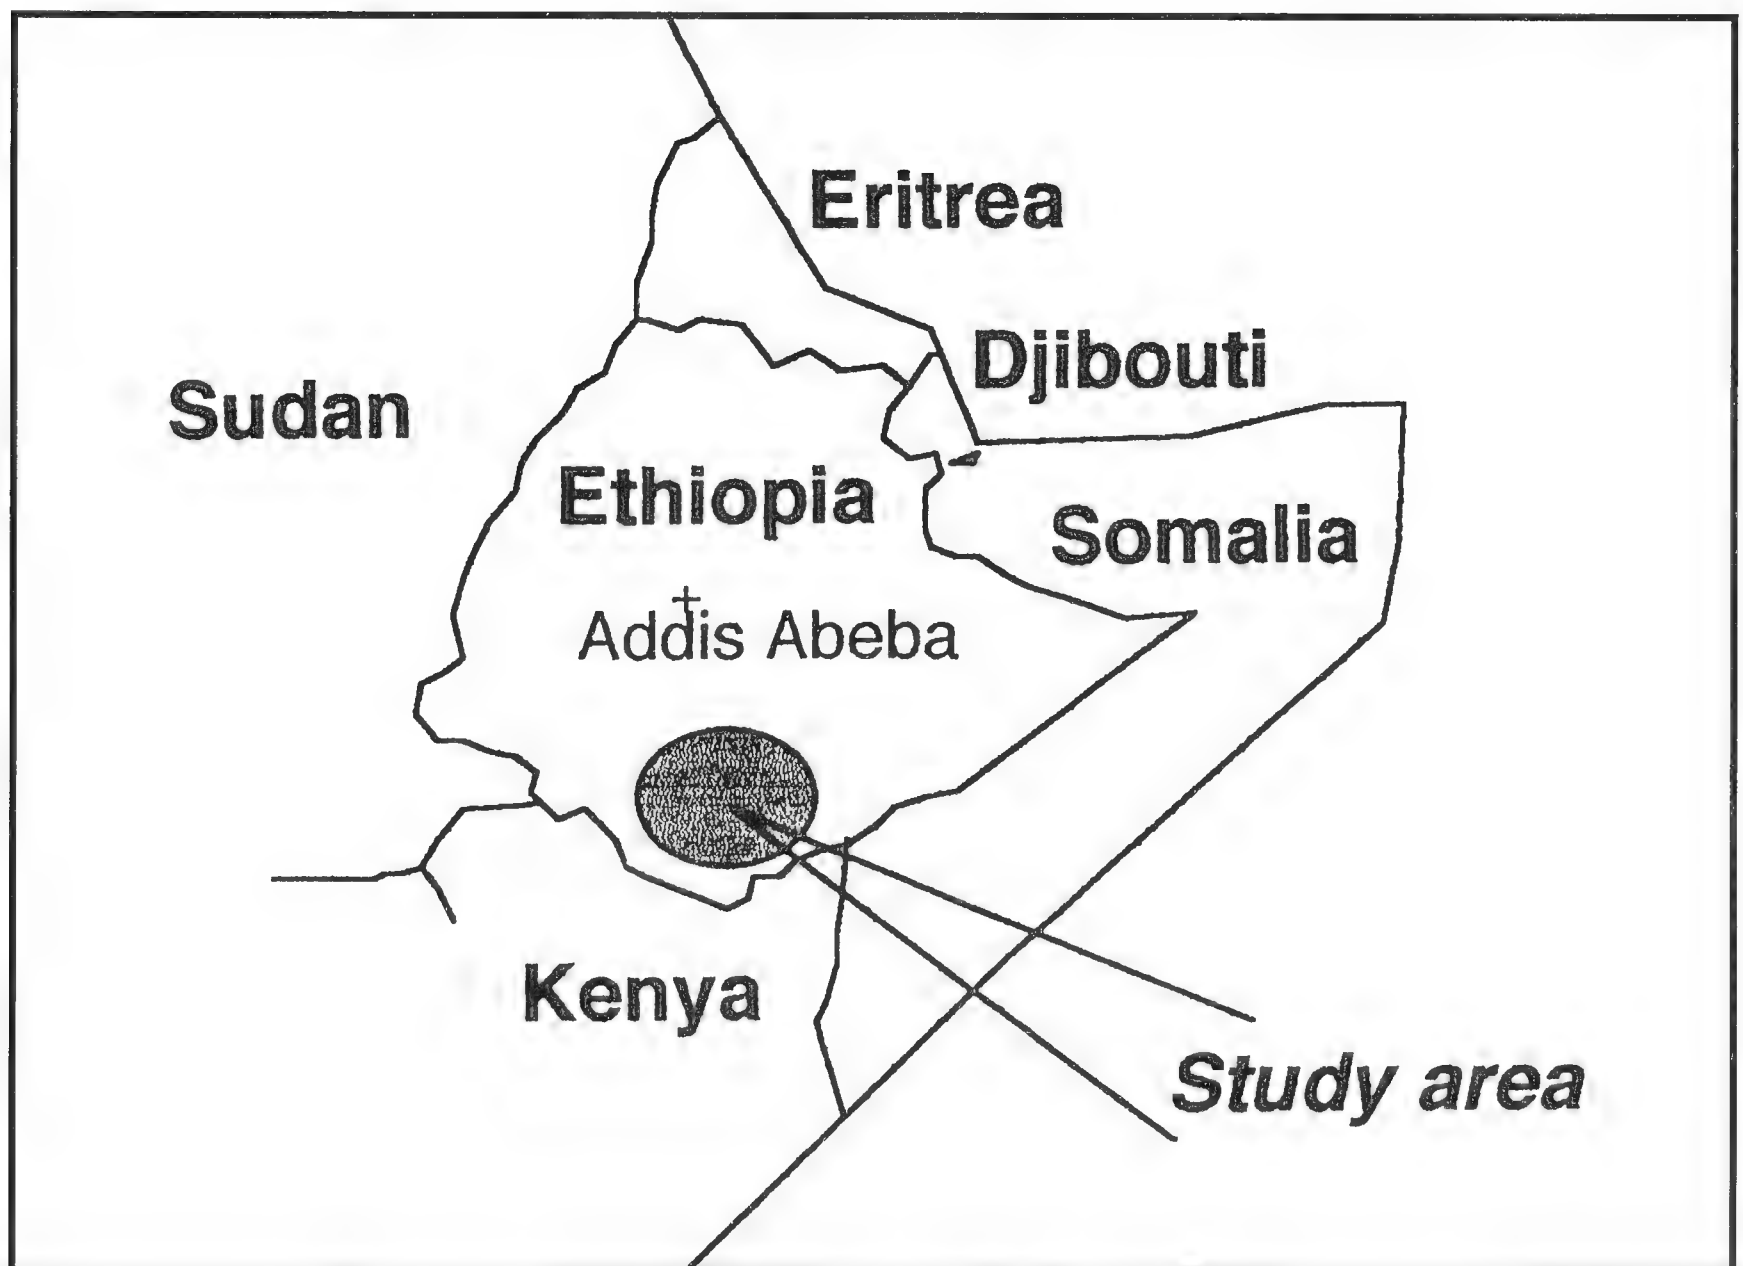 Eritrea
Djibouti
Sudan
Ethiopia
Somalia
Addis Abeba
Kenya
Study area